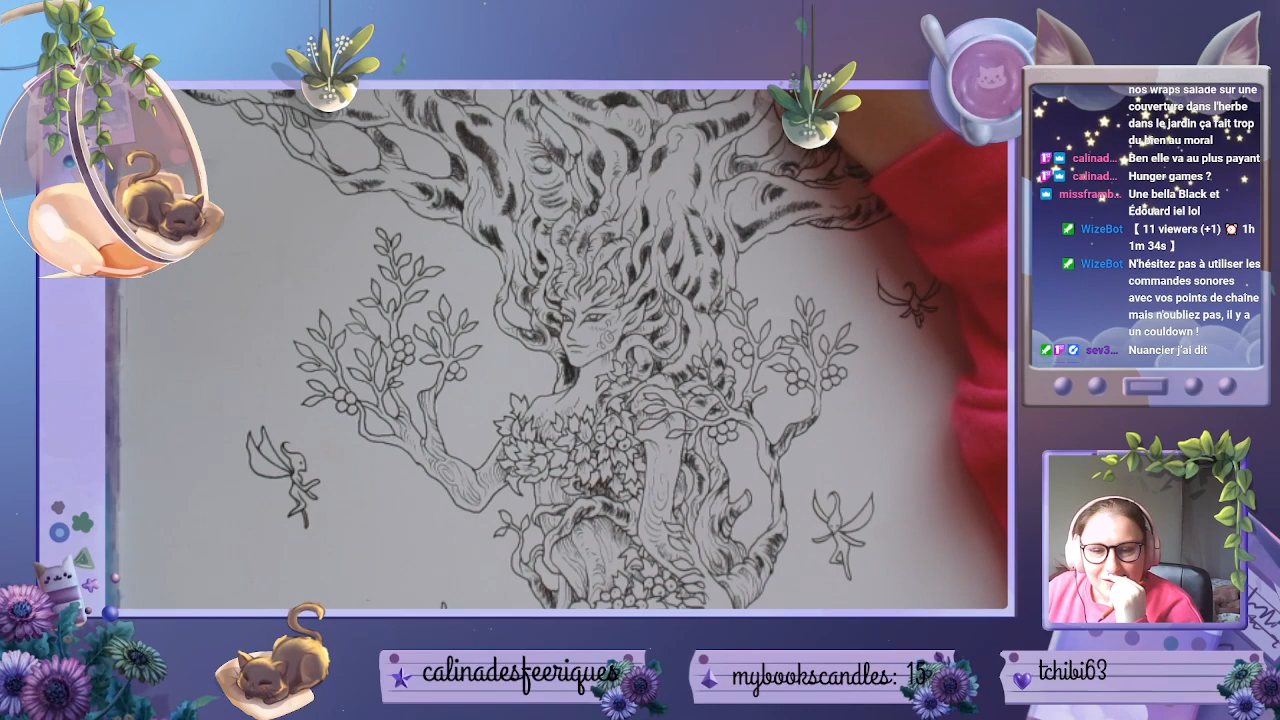 nos wraps salade sur une
couverture dans l'herbe
dans le jardin ça fait trop
du bien au moral
calinad... Ben elle va au plus payant
calinad... Hunger games ?
missframb... Une bella Black et
Édouard iel lol
WizeBot 【 11 viewers (+1) ⏰ 1h
1m 34s 】
WizeBot N'hésitez pas à utiliser les
commandes sonores
avec vos points de chaîne
mais n'oubliez pas, il y a
un couldown !
sev3... Nuancier j'ai dit
calinadesfeeriques
mybookscandles: 15
tchibi63